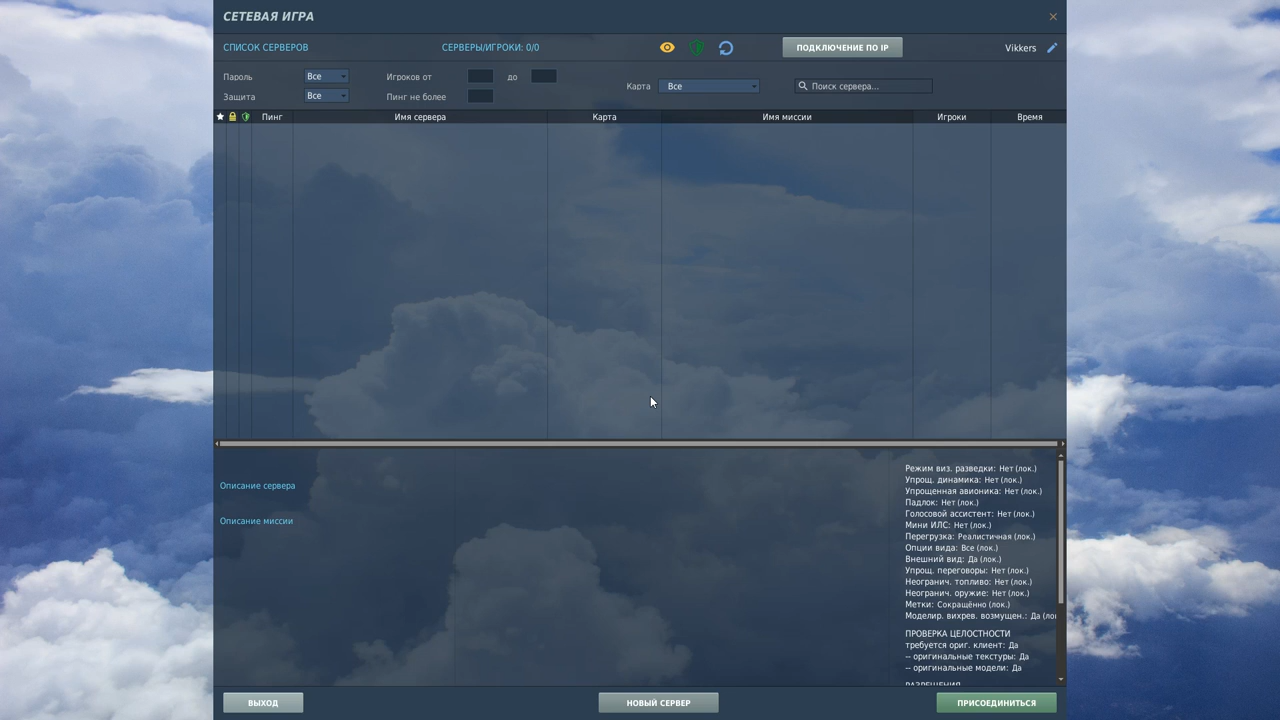 СЕТЕВАЯ ИГРА
СПИСОК СЕРВЕРОВ СЕРВЕРЫ/ИГРОКИ: 0/0 ПОДКЛЮЧЕНИЕ ПО IP Vikkers
Пароль Все Игроков от до
Карта Все Поиск сервера...
Защита Все Пинг не более
Пинг Имя сервера Карта Имя миссии Игроки Время
Описание сервера
Описание миссии
Режим виз. разведки: Нет (лок.)
Упрощ. динамика: Нет (лок.)
Упрощенная авионика: Нет (лок.)
Падлок: Нет (лок.)
Голосовой ассистент: Нет (лок.)
Мини ИЛС: Нет (лок.)
Перегрузка: Реалистичная (лок.)
Опции вида: Все (лок.)
Внешний вид: Да (лок.)
Упрощ. переговоры: Нет (лок.)
Неогранич. топливо: Нет (лок.)
Неогранич. оружие: Нет (лок.)
Метки: Сокращённо (лок.)
Моделир. вихрев. возмущен.: Да (лок
ПРОВЕРКА ЦЕЛОСТНОСТИ
требуется ориг. клиент: Да
-- оригинальные текстуры: Да
-- оригинальные модели: Да
РАЗРЕШЕНИЯ
ВЫХОД НОВЫЙ СЕРВЕР ПРИСОЕДИНИТЬСЯ